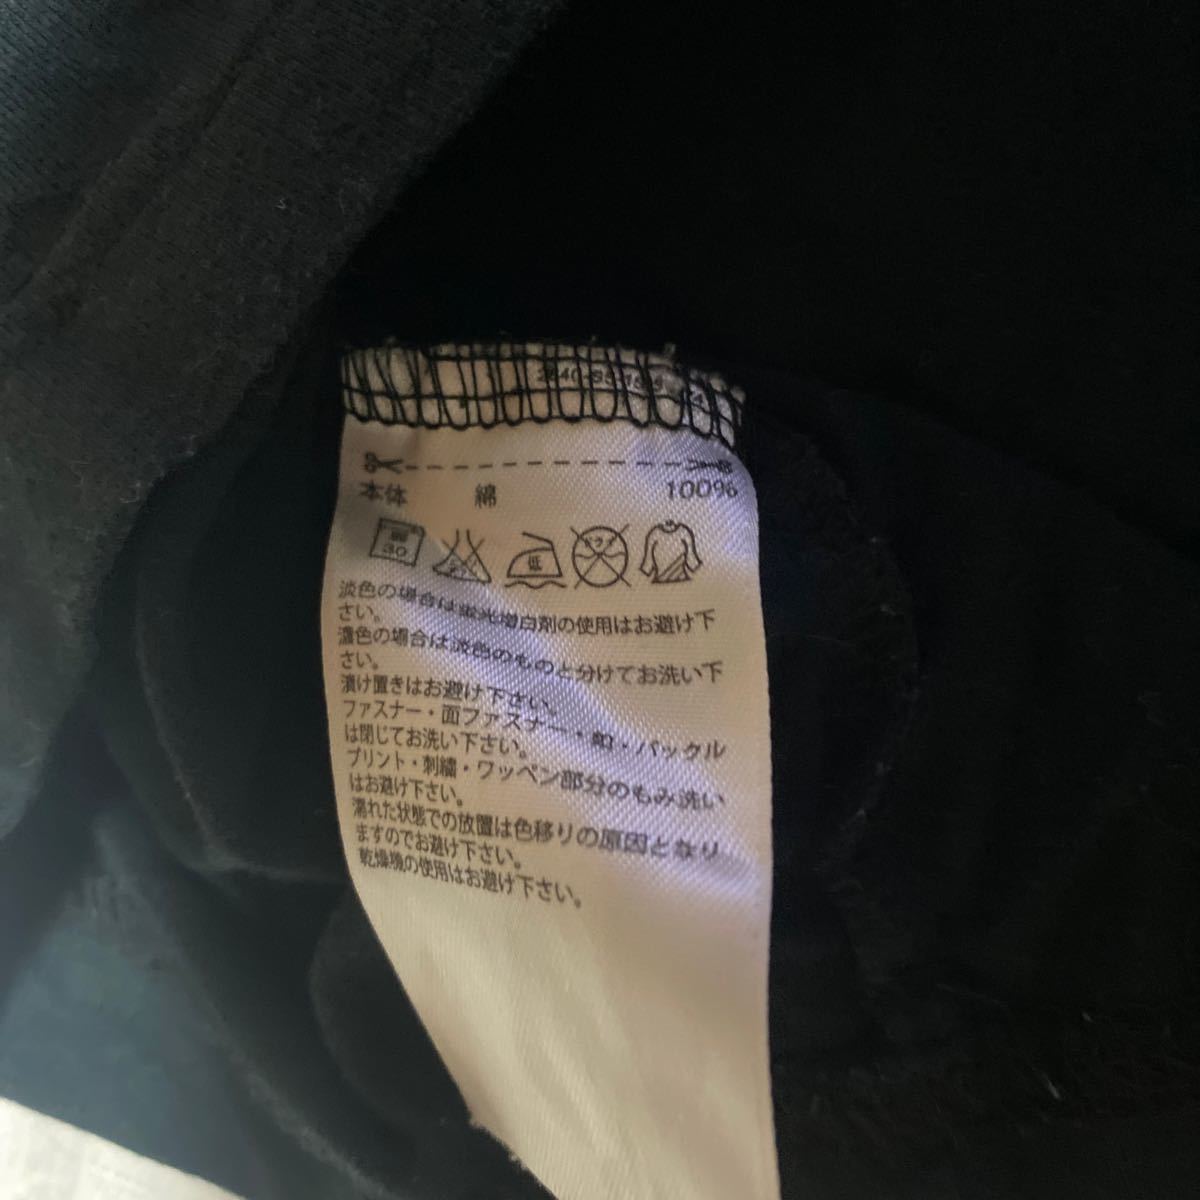 本体 綿 100%
弱 30
低
ドライ
淡色の場合は蛍光増白剤の使用はお避け下
さい。
濃色の場合は淡色のものと分けてお洗い下
さい。
漬け置きはお避け下さい。
ファスナー・面ファスナー・釦・バックル
は閉じてお洗い下さい。
プリント・刺繍・ワッペン部分のもみ洗い
はお避け下さい。
濡れた状態での放置は色移りの原因となり
ますのでお避け下さい。
乾燥機の使用はお避け下さい。